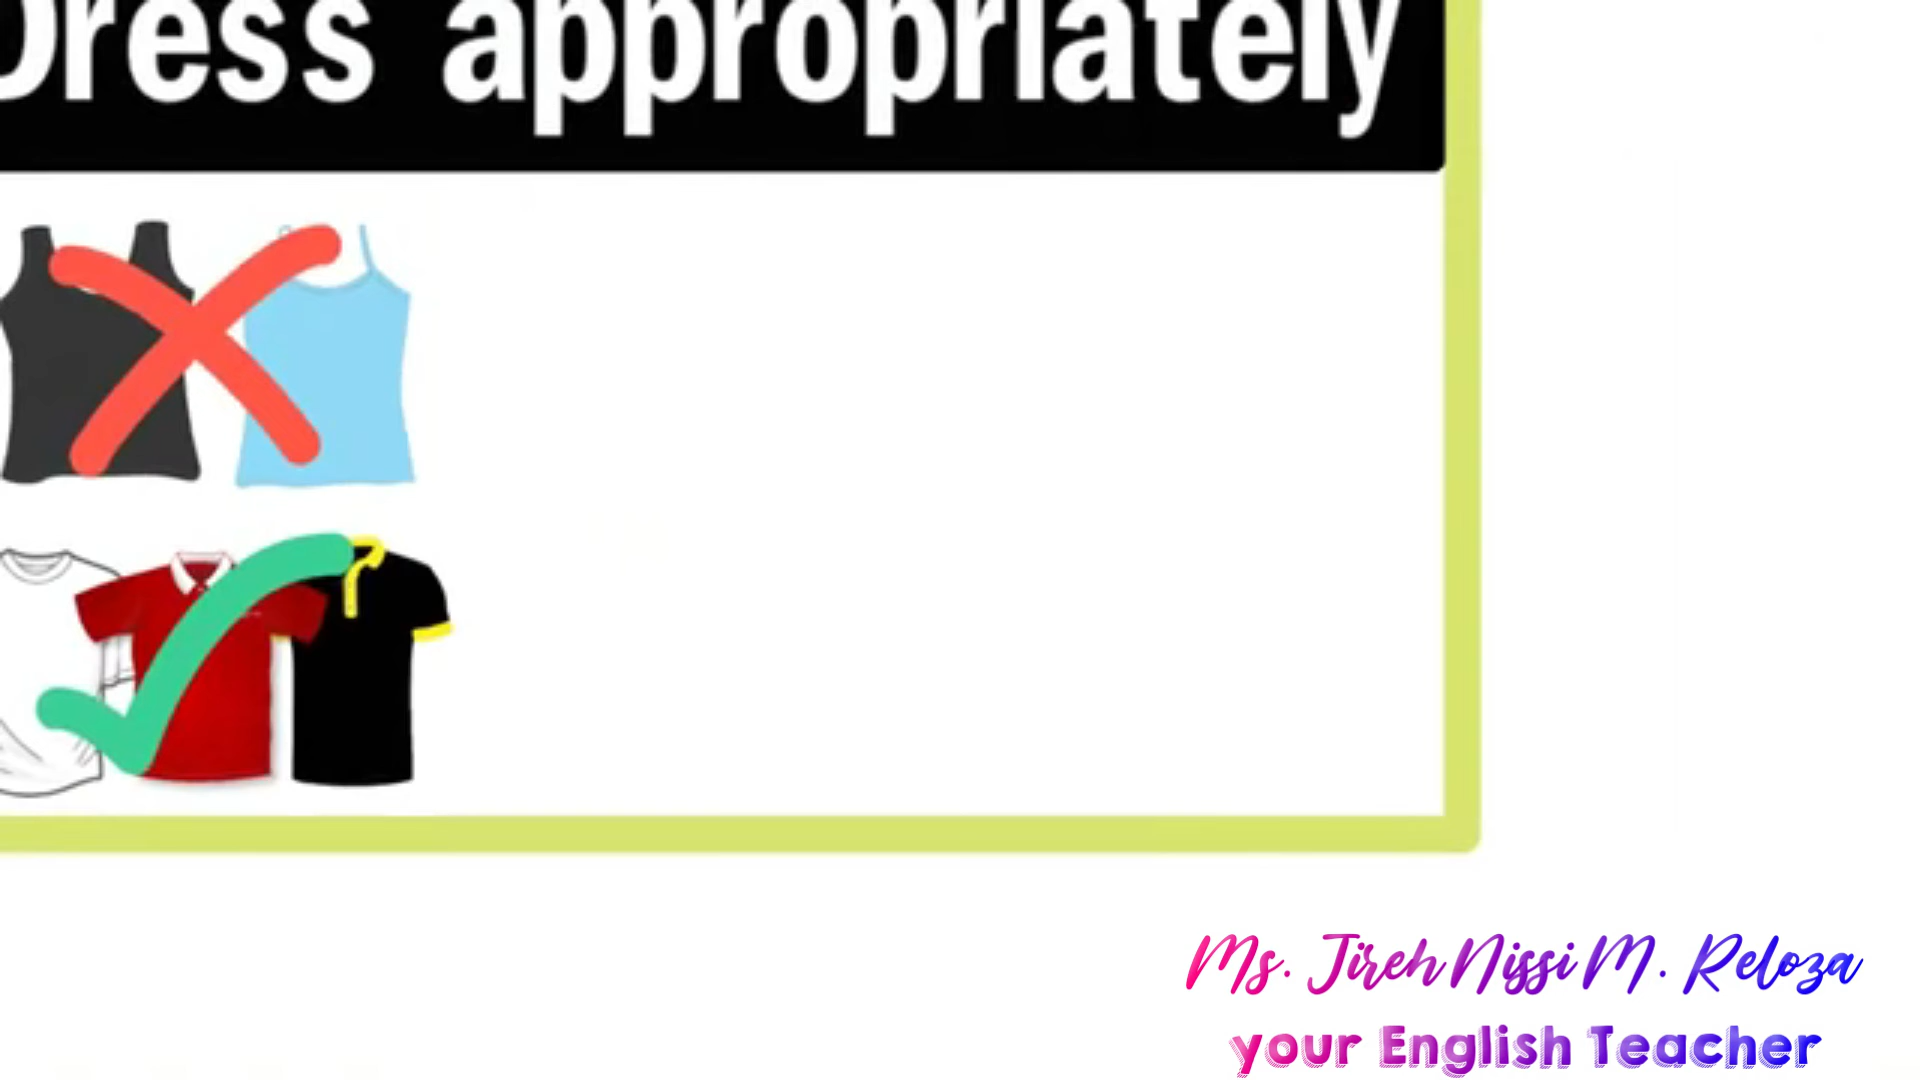 Dress appropriately
Ms. Jireh Nissi M. Reloza
your English Teacher